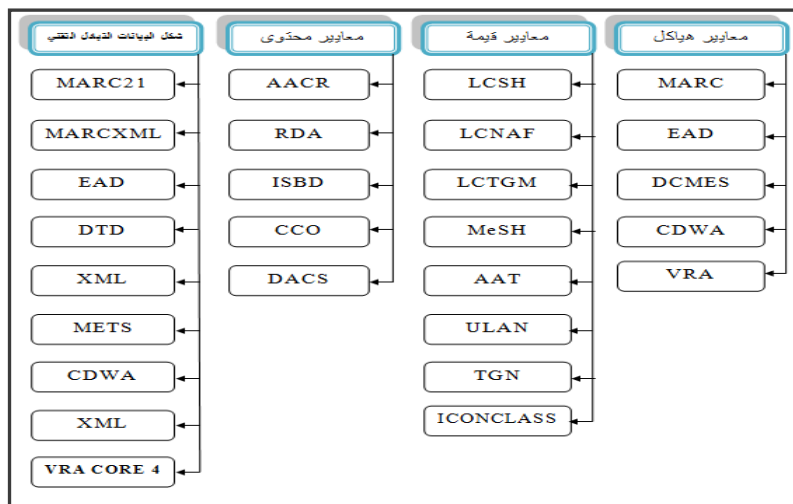 معايير هياكل
MARC
EAD
DCMES
CDWA
VRA
معايير قيمة
LCSH
LCNAF
LCTGM
MeSH
AAT
ULAN
TGN
ICONCLASS
معايير محتوى
AACR
RDA
ISBD
CCO
DACS
شكل البيانات التبادل التقني
MARC21
MARCXML
EAD
DTD
XML
METS
CDWA
XML
VRA CORE 4